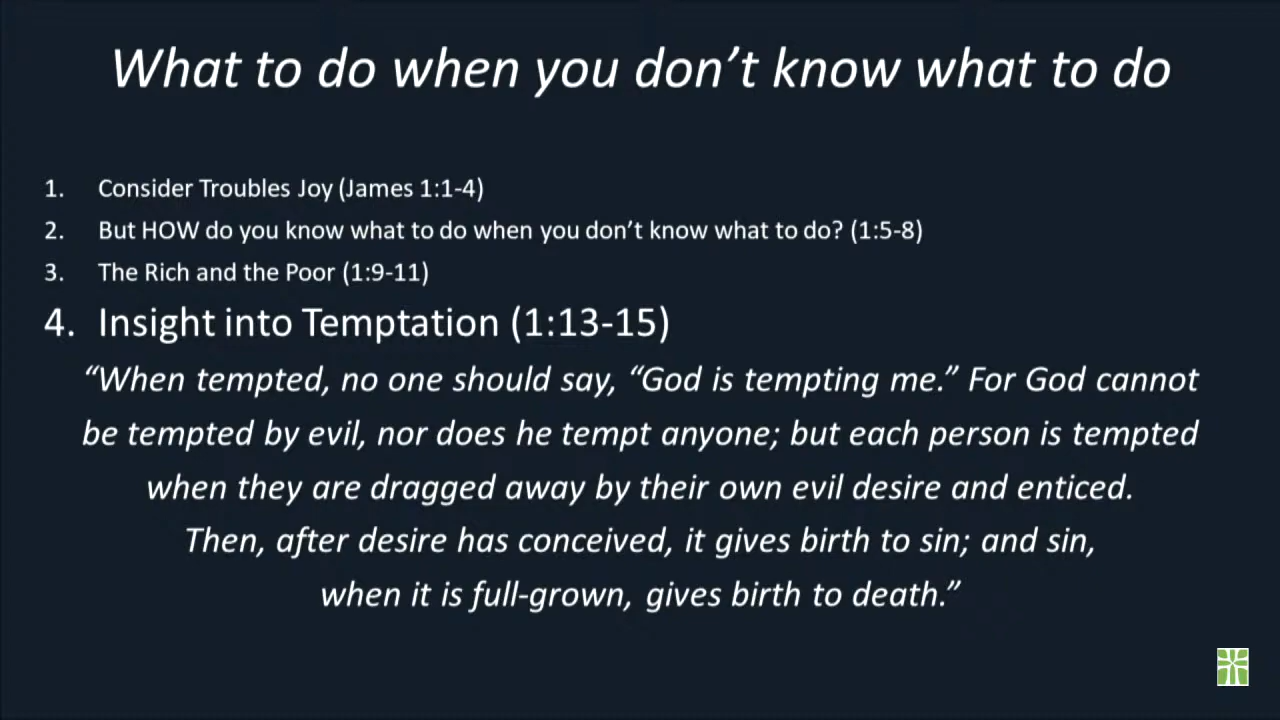 What to do when you don’t know what to do
1. Consider Troubles Joy (James 1:1-4)
2. But HOW do you know what to do when you don’t know what to do? (1:5-8)
3. The Rich and the Poor (1:9-11)
4. Insight into Temptation (1:13-15)
“When tempted, no one should say, “God is tempting me.” For God cannot
be tempted by evil, nor does he tempt anyone; but each person is tempted
when they are dragged away by their own evil desire and enticed.
Then, after desire has conceived, it gives birth to sin; and sin,
when it is full-grown, gives birth to death.”